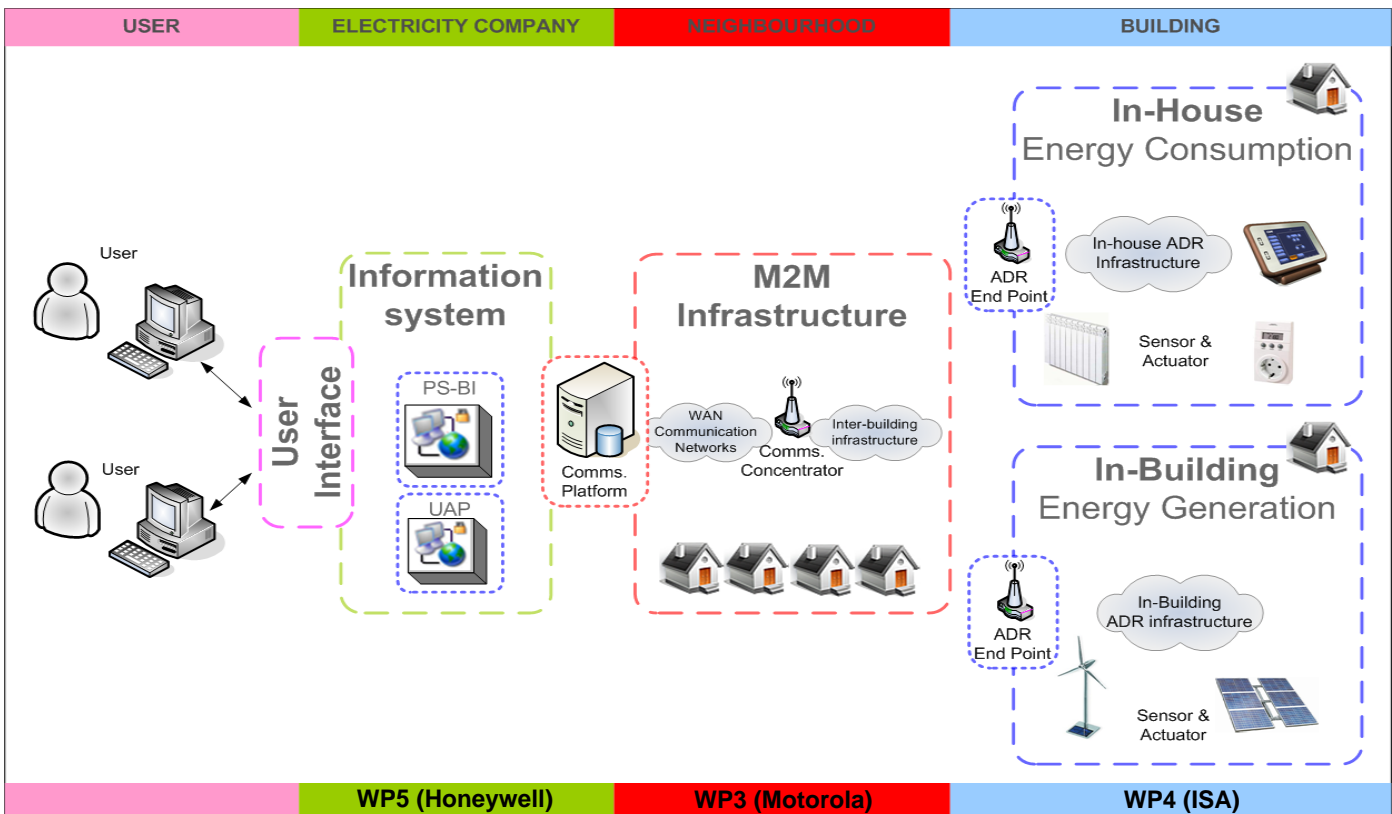 USER
ELECTRICITY COMPANY
NEIGHBOURHOOD
BUILDING
User
User
User
Interface
Information
system
PS-BI
UAP
Comms.
Platform
M2M
Infrastructure
WAN
Communication
Networks
Comms.
Concentrator
Inter-building
infrastructure
In-House
Energy Consumption
ADR
End Point
In-house ADR
Infrastructure
Sensor &
Actuator
In-Building
Energy Generation
ADR
End Point
In-Building
ADR infrastructure
Sensor &
Actuator
WP5 (Honeywell)
WP3 (Motorola)
WP4 (ISA)